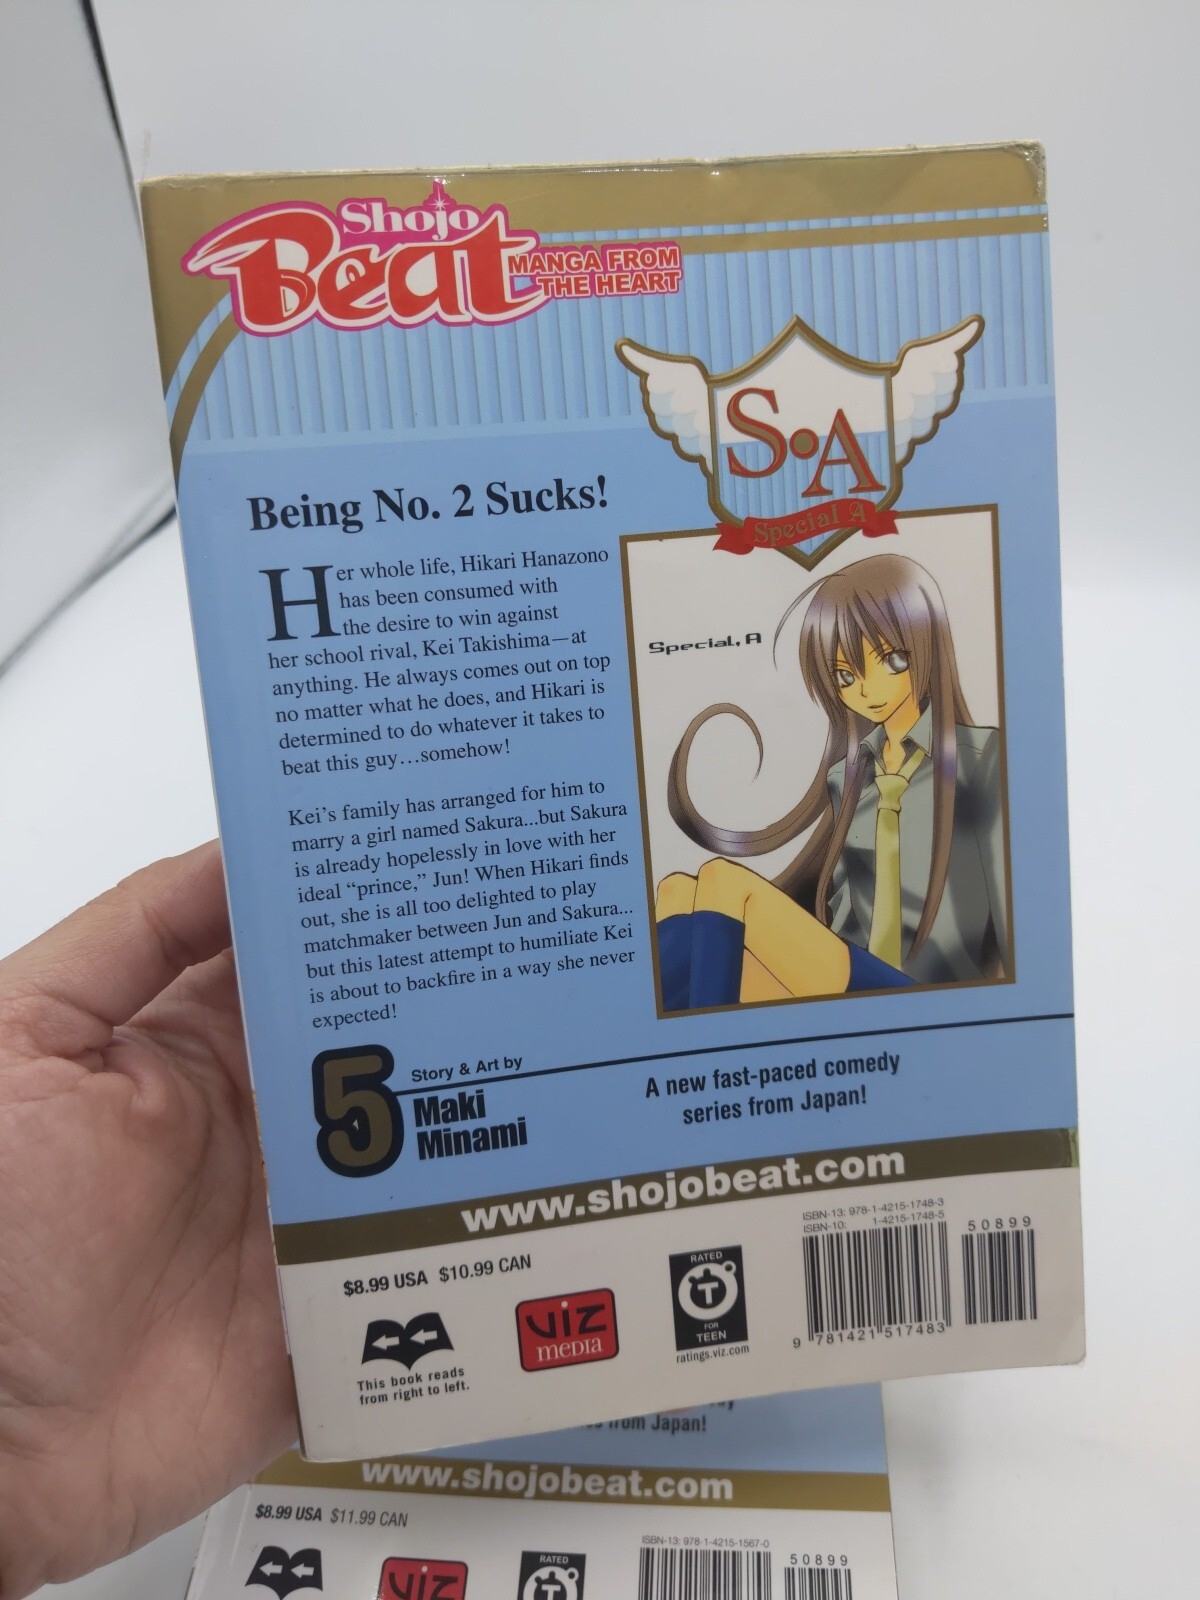 Shojo
Beat
MANGA FROM
THE HEART
S•A
Special A
Being No. 2 Sucks!
Her whole life, Hikari Hanazono
has been consumed with
the desire to win against
her school rival, Kei Takishima—at
anything. He always comes out on top
no matter what he does, and Hikari is
determined to do whatever it takes to
beat this guy...somehow!
Special, A
Kei's family has arranged for him to
marry a girl named Sakura...but Sakura
is already hopelessly in love with her
ideal "prince," Jun! When Hikari finds
out, she is all too delighted to play
matchmaker between Jun and Sakura...
but this latest attempt to humiliate Kei
is about to backfire in a way she never
expected!
5
Story & Art by
Maki
Minami
A new fast-paced comedy
series from Japan!
www.shojobeat.com
$8.99 USA $10.99 CAN
This book reads
from right to left.
viz
media
RATED
T
FOR
TEEN
ratings.viz.com
ISBN-13: 978-1-4215-1748-3
ISBN-10: 1-4215-1748-5
50899
9 781421 517483
from Japan!
www.shojobeat.com
$8.99 USA $11.99 CAN
viz
RATED
T
ISBN-13: 978-1-4215-1567-0
50899